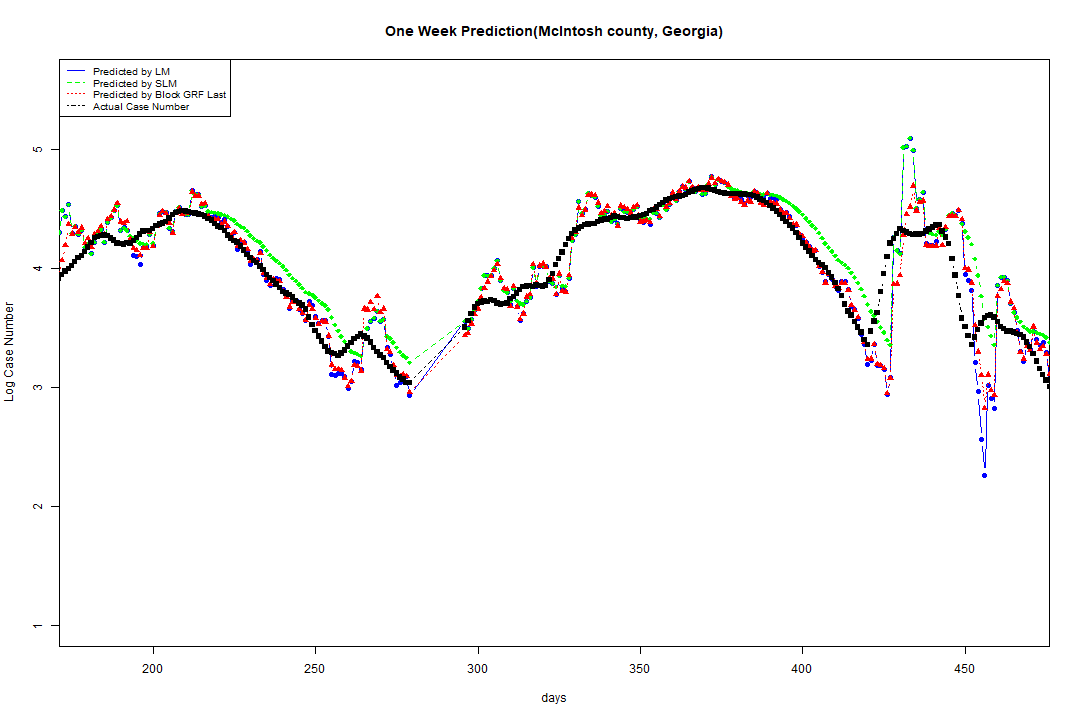 One Week Prediction(McIntosh county, Georgia)
Predicted by LM
Predicted by SLM
Predicted by Block GRF Last
Actual Case Number
5
4
3
2
1
Log Case Number
200 250 300 350 400 450
days